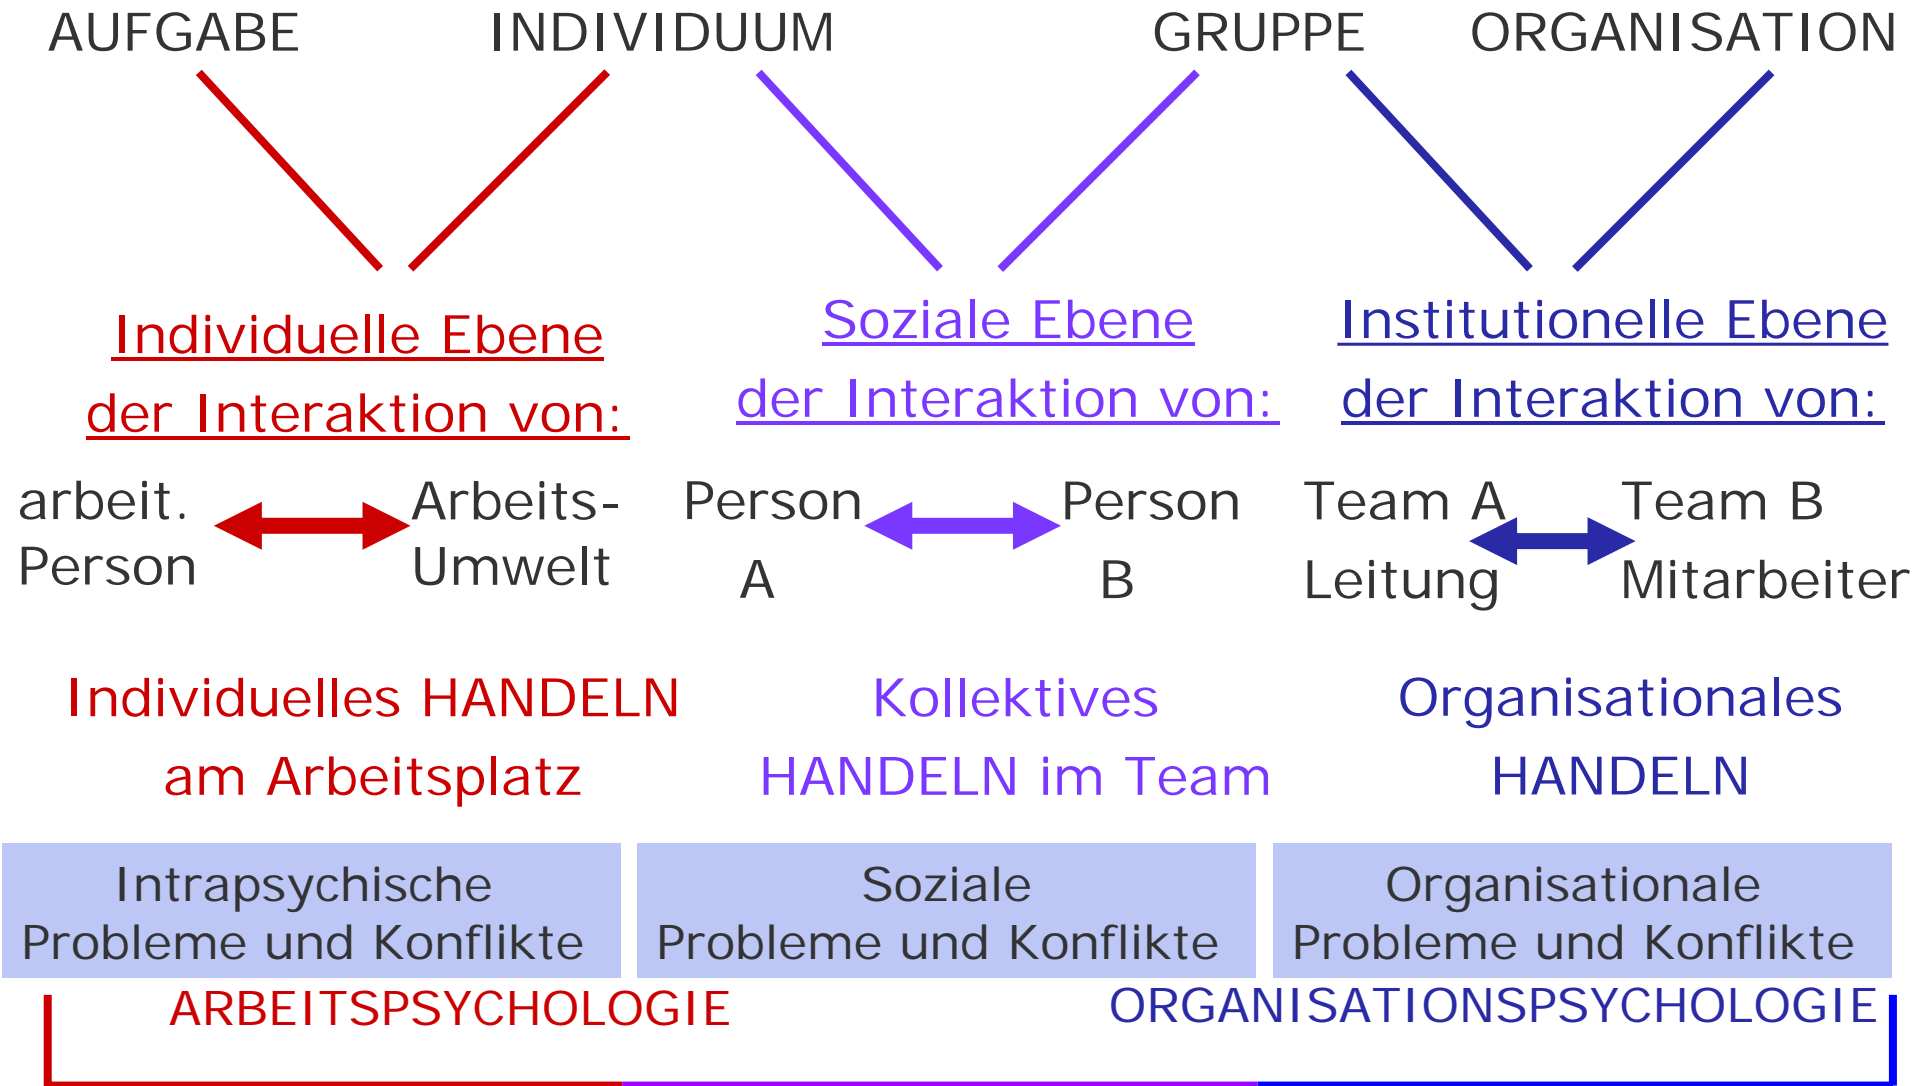 AUFGABE INDIVIDUUM GRUPPE ORGANISATION
Individuelle Ebene
der Interaktion von:
Soziale Ebene
der Interaktion von:
Institutionelle Ebene
der Interaktion von:
arbeit.
Person
Arbeits-
Umwelt
Person
A
Person
B
Team A
Leitung
Team B
Mitarbeiter
Individuelles HANDELN
am Arbeitsplatz
Kollektives
HANDELN im Team
Organisationales
HANDELN
Intrapsychische
Probleme und Konflikte
Soziale
Probleme und Konflikte
Organisationale
Probleme und Konflikte
ARBEITSPSYCHOLOGIE
ORGANISATIONSPSYCHOLOGIE